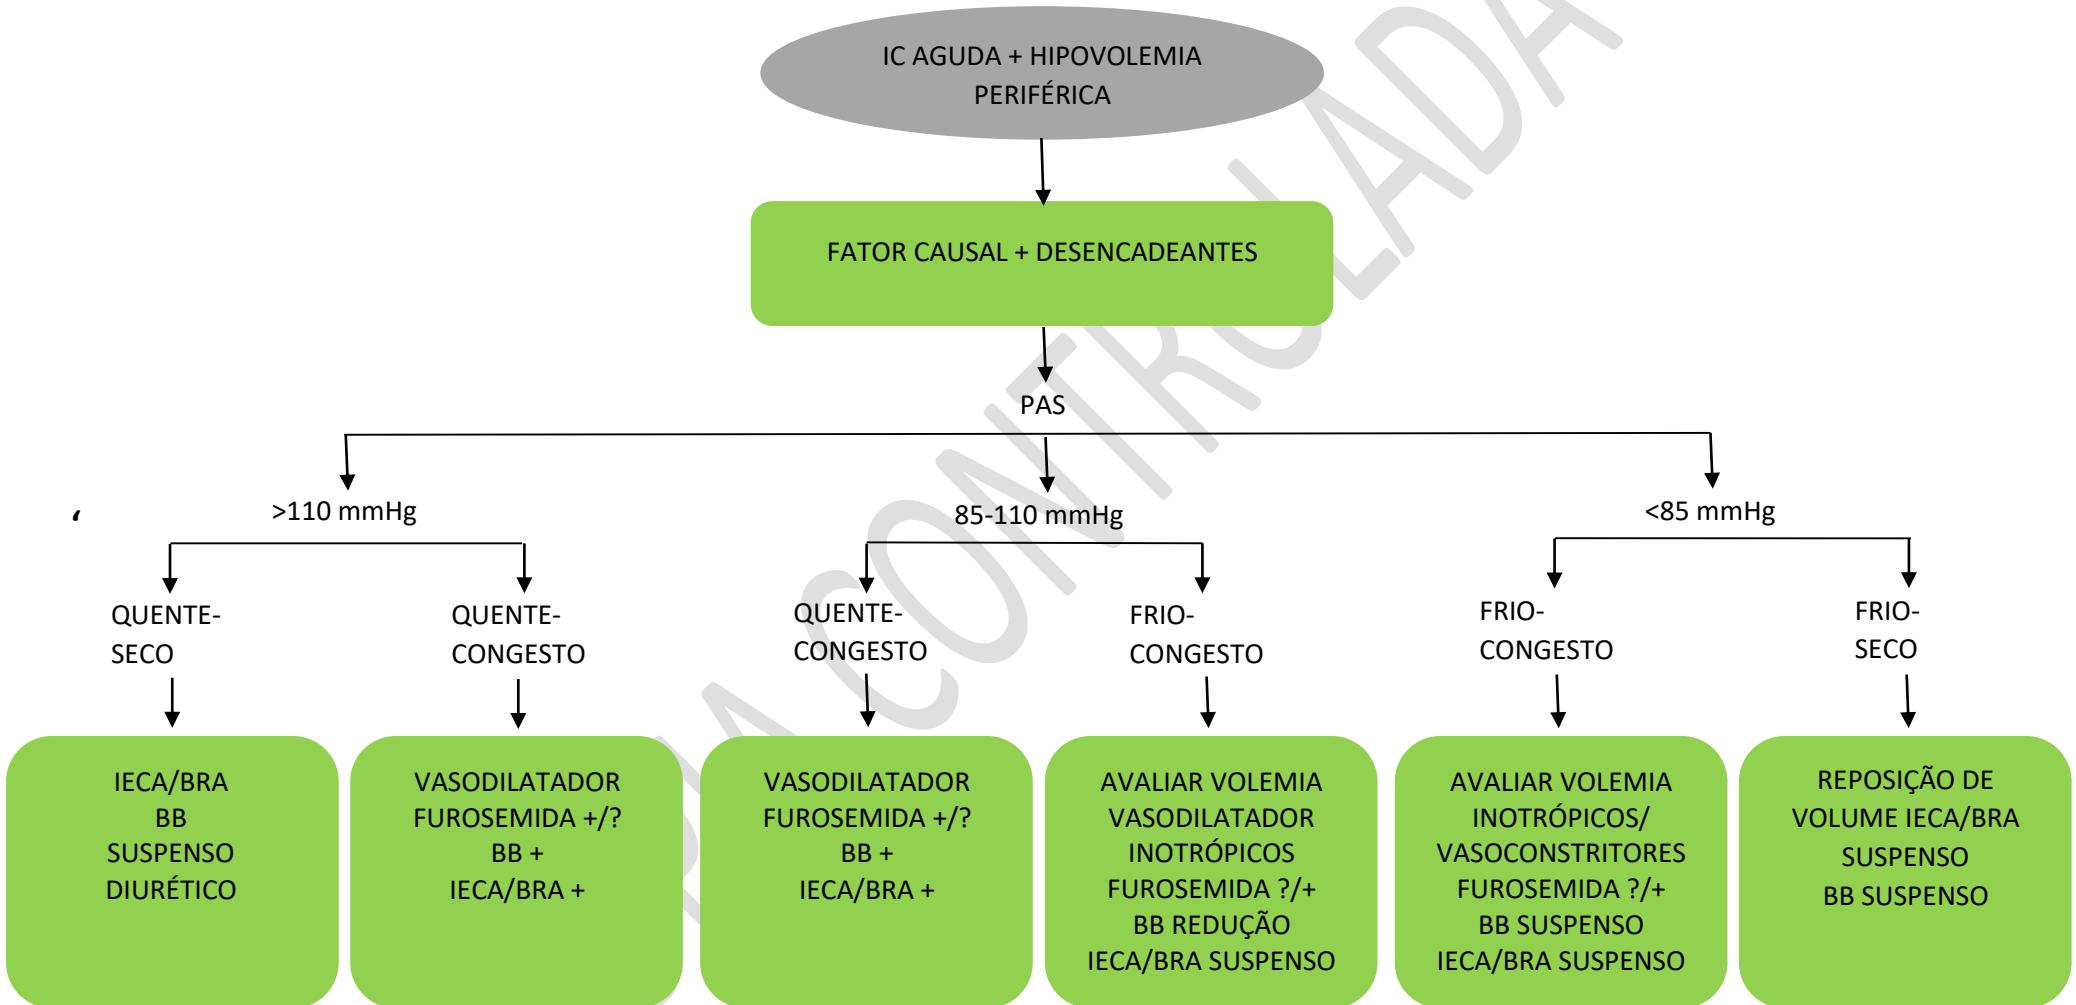 IC AGUDA + HIPOVOLEMIA
PERIFÉRICA
FATOR CAUSAL + DESENCADEANTES
PAS
>110 mmHg
85-110 mmHg
<85 mmHg
‘
QUENTE-
SECO
QUENTE-
CONGESTO
QUENTE-
CONGESTO
FRIO-
CONGESTO
FRIO-
CONGESTO
FRIO-
SECO
IECA/BRA
BB
SUSPENSO
DIURÉTICO
VASODILATADOR
FUROSEMIDA +/?
BB +
IECA/BRA +
VASODILATADOR
FUROSEMIDA +/?
BB +
IECA/BRA +
AVALIAR VOLEMIA
VASODILATADOR
INOTRÓPICOS
FUROSEMIDA ?/+
BB REDUÇÃO
IECA/BRA SUSPENSO
AVALIAR VOLEMIA
INOTRÓPICOS/
VASOCONSTRITORES
FUROSEMIDA ?/+
BB SUSPENSO
IECA/BRA SUSPENSO
REPOSIÇÃO DE
VOLUME IECA/BRA
SUSPENSO
BB SUSPENSO
CONTROLADA